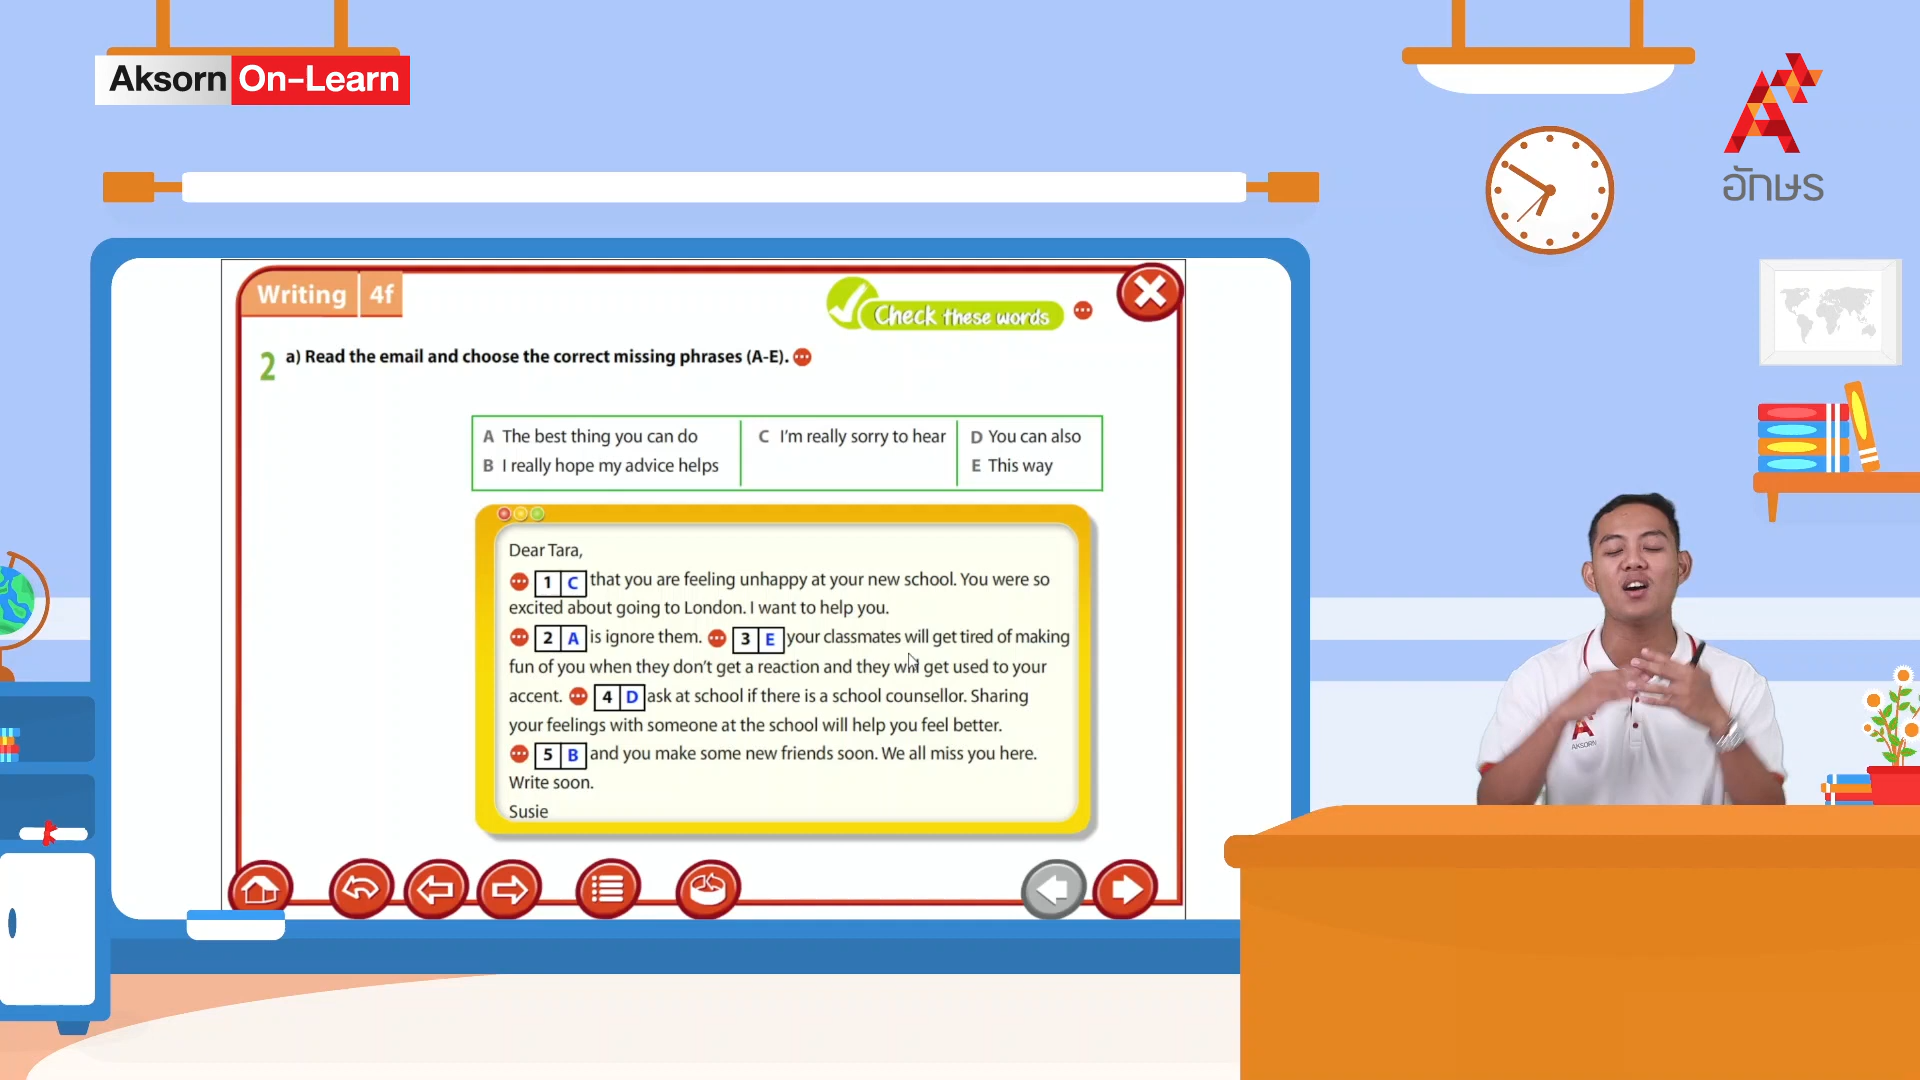 Aksorn On-Learn
อักษร
Writing 4f
Check these words
2 a) Read the email and choose the correct missing phrases (A-E).
A The best thing you can do
B I really hope my advice helps
C I'm really sorry to hear
D You can also
E This way
Dear Tara,
1 C that you are feeling unhappy at your new school. You were so
excited about going to London. I want to help you.
2 A is ignore them. 3 E your classmates will get tired of making
fun of you when they don't get a reaction and they will get used to your
accent. 4 D ask at school if there is a school counsellor. Sharing
your feelings with someone at the school will help you feel better.
5 B and you make some new friends soon. We all miss you here.
Write soon.
Susie
AKSORN